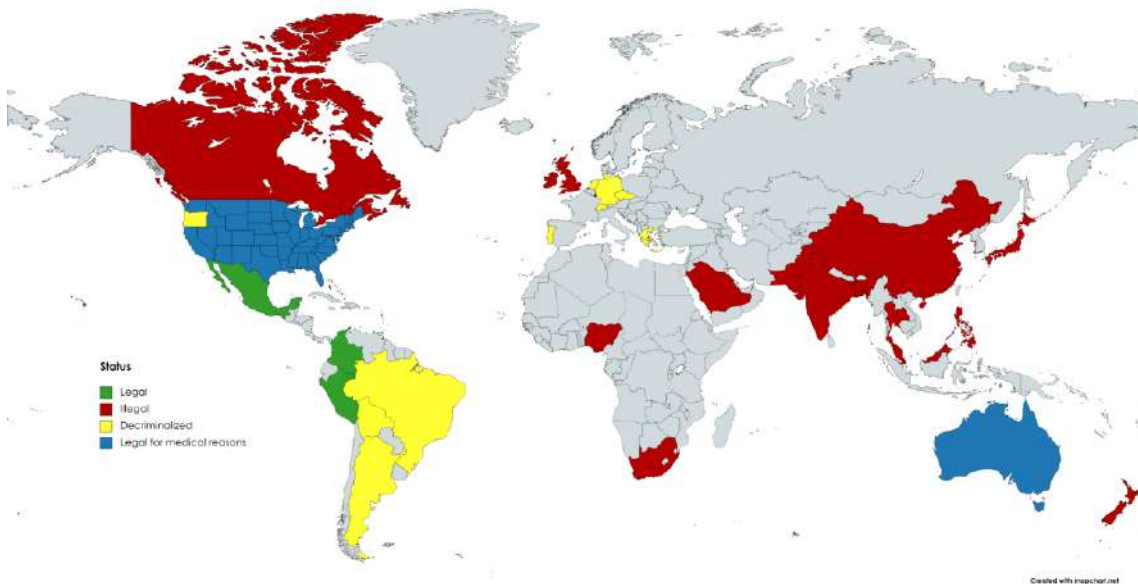 Status
Legal
Illegal
Decriminalized
Legal for medical reasons
Created with mapchart.net